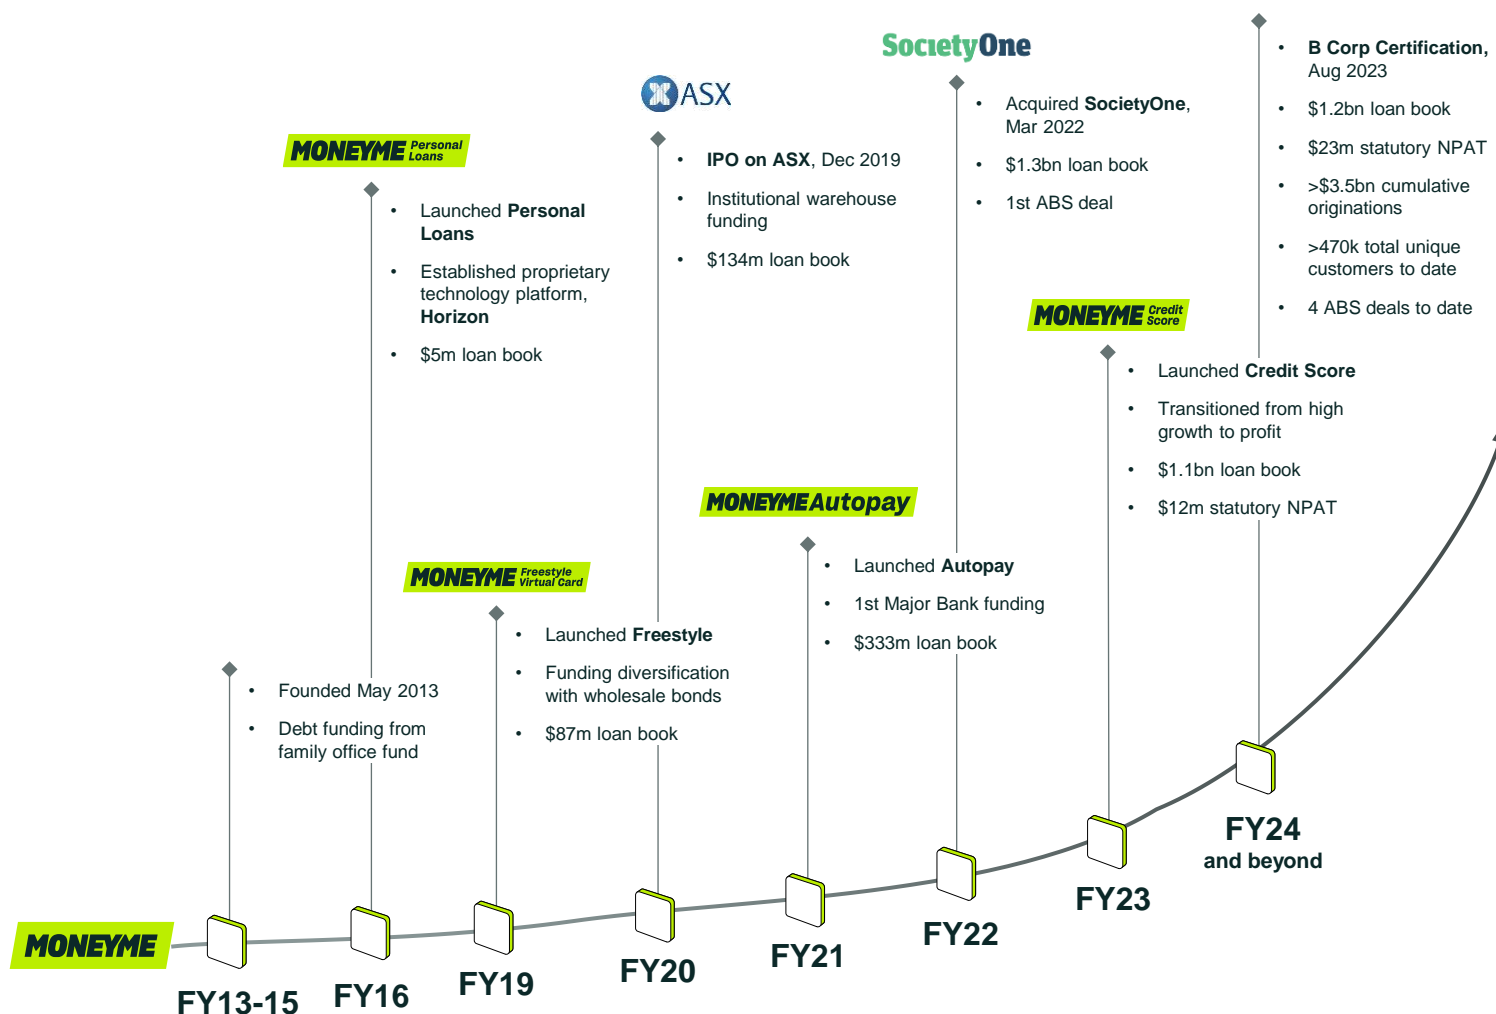 MONEYME
FY13-15
• Founded May 2013
• Debt funding from
family office fund
MONEYME Personal
Loans
• Launched Personal
Loans
• Established proprietary
technology platform,
Horizon
• $5m loan book
FY16
MONEYME Freestyle
Virtual Card
• Launched Freestyle
• Funding diversification
with wholesale bonds
• $87m loan book
FY19
ASX
• IPO on ASX, Dec 2019
• Institutional warehouse
funding
• $134m loan book
FY20
MONEYME Autopay
• Launched Autopay
• 1st Major Bank funding
• $333m loan book
FY21
SocietyOne
• Acquired SocietyOne,
Mar 2022
• $1.3bn loan book
• 1st ABS deal
FY22
MONEYME Credit
Score
• Launched Credit Score
• Transitioned from high
growth to profit
• $1.1bn loan book
• $12m statutory NPAT
FY23
• B Corp Certification,
Aug 2023
• $1.2bn loan book
• $23m statutory NPAT
• >$3.5bn cumulative
originations
• >470k total unique
customers to date
• 4 ABS deals to date
FY24
and beyond